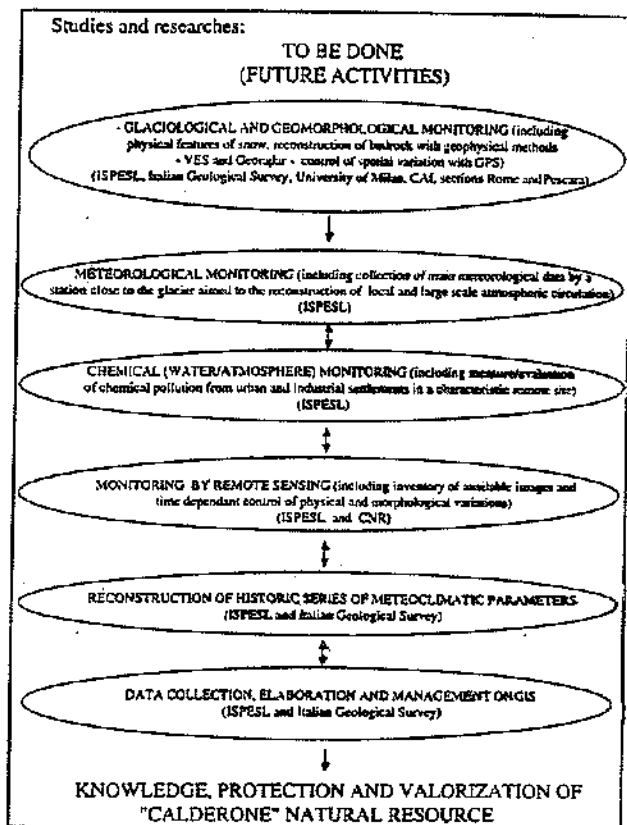 Studies and researches:
TO BE DONE
(FUTURE ACTIVITIES)
- GLACIOLOGICAL AND GEOMORPHOLOGICAL MONITORING (including
physical features of snow, reconstruction of bedrock with geophysical methods
- VES and Georadar - control of spatial variation with GPS)
(ISPESL, Italian Geological Survey, University of Milan, CAI, sections Rome and Pescara)
METEOROLOGICAL MONITORING (including collection of main meteorological data by a
station close to the glacier aimed to the reconstruction of local and large scale atmospheric circulation)
(ISPESL)
CHEMICAL (WATER/ATMOSPHERE) MONITORING (including measure/evaluation
of chemical pollution from urban and industrial settlements in a characteristic remote site)
(ISPESL)
MONITORING BY REMOTE SENSING (including inventory of available images and
time dependant control of physical and morphological variations)
(ISPESL and CNR)
RECONSTRUCTION OF HISTORIC SERIES OF METEOCLIMATIC PARAMETERS
(ISPESL and Italian Geological Survey)
DATA COLLECTION, ELABORATION AND MANAGEMENT ON GIS
(ISPESL and Italian Geological Survey)
KNOWLEDGE, PROTECTION AND VALORIZATION OF
"CALDERONE" NATURAL RESOURCE